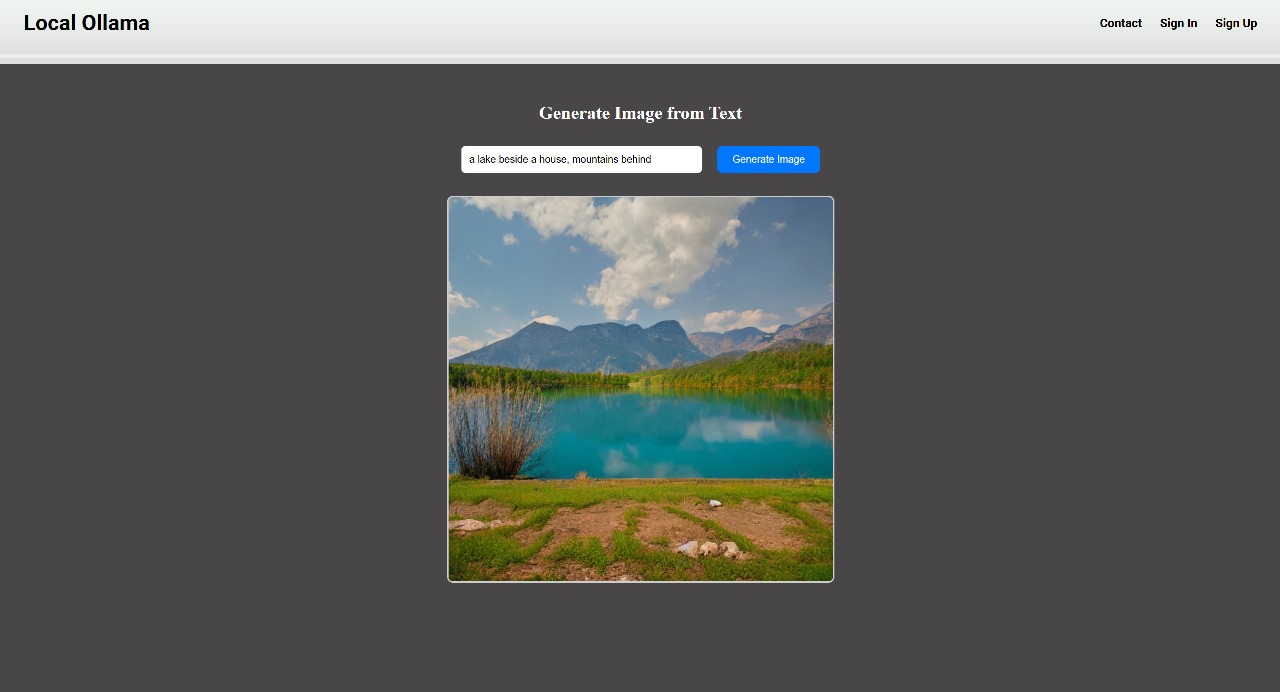 Local Ollama
Contact Sign In Sign Up
Generate Image from Text
a lake beside a house, mountains behind
Generate Image